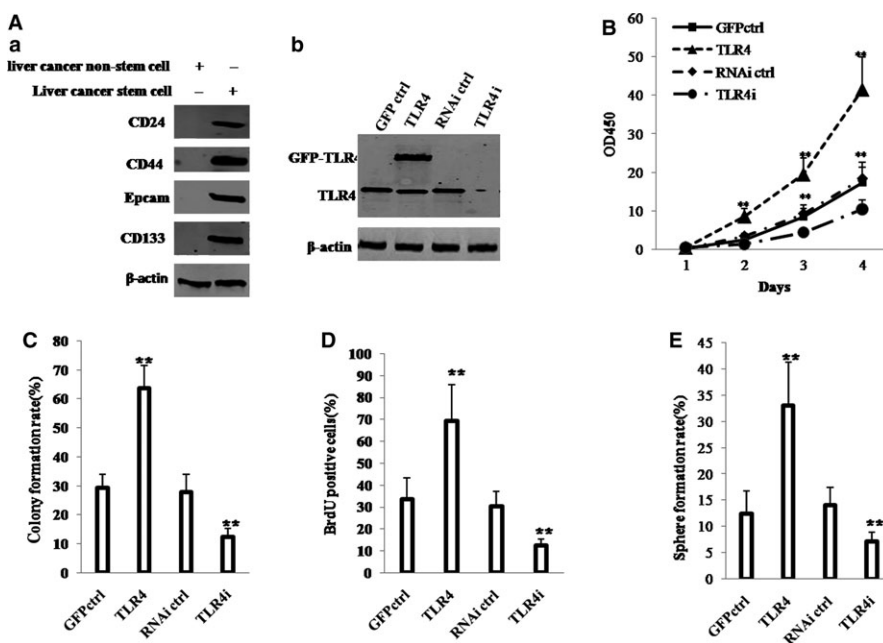 A
a
liver cancer non-stem cell + –
Liver cancer stem cell – +
CD24
CD44
Epcam
CD133
β-actin
b
GFP ctrl TLR4 RNAi ctrl TLR4i
GFP-TLR4
TLR4
β-actin
B
GFPctrl
TLR4
RNAi ctrl
TLR4i
OD450
60
50
40
30
20
10
0
** ** ** ** **
1 2 3 4
Days
C
Colony formation rate(%)
80
70
60
50
40
30
20
10
0
**
**
GFPctrl TLR4 RNAi ctrl TLR4i
D
BrdU positive cells(%)
100
90
80
70
60
50
40
30
20
10
0
**
**
GFPctrl TLR4 RNAi ctrl TLR4i
E
Sphere formation rate(%)
45
40
35
30
25
20
15
10
5
0
**
**
GFPctrl TLR4 RNAi ctrl TLR4i